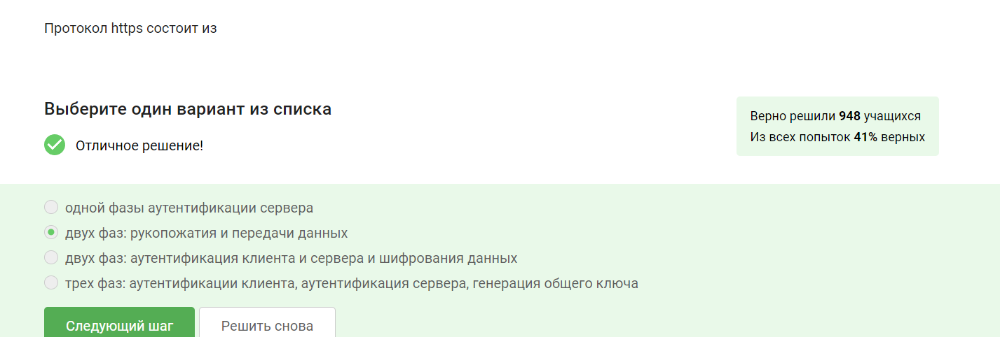 Протокол https состоит из
Выберите один вариант из списка
Верно решили 948 учащихся
Из всех попыток 41% верных
Отличное решение!
одной фазы аутентификации сервера
двух фаз: рукопожатия и передачи данных
двух фаз: аутентификация клиента и сервера и шифрования данных
трех фаз: аутентификации клиента, аутентификация сервера, генерация общего ключа
Следующий шаг
Решить снова